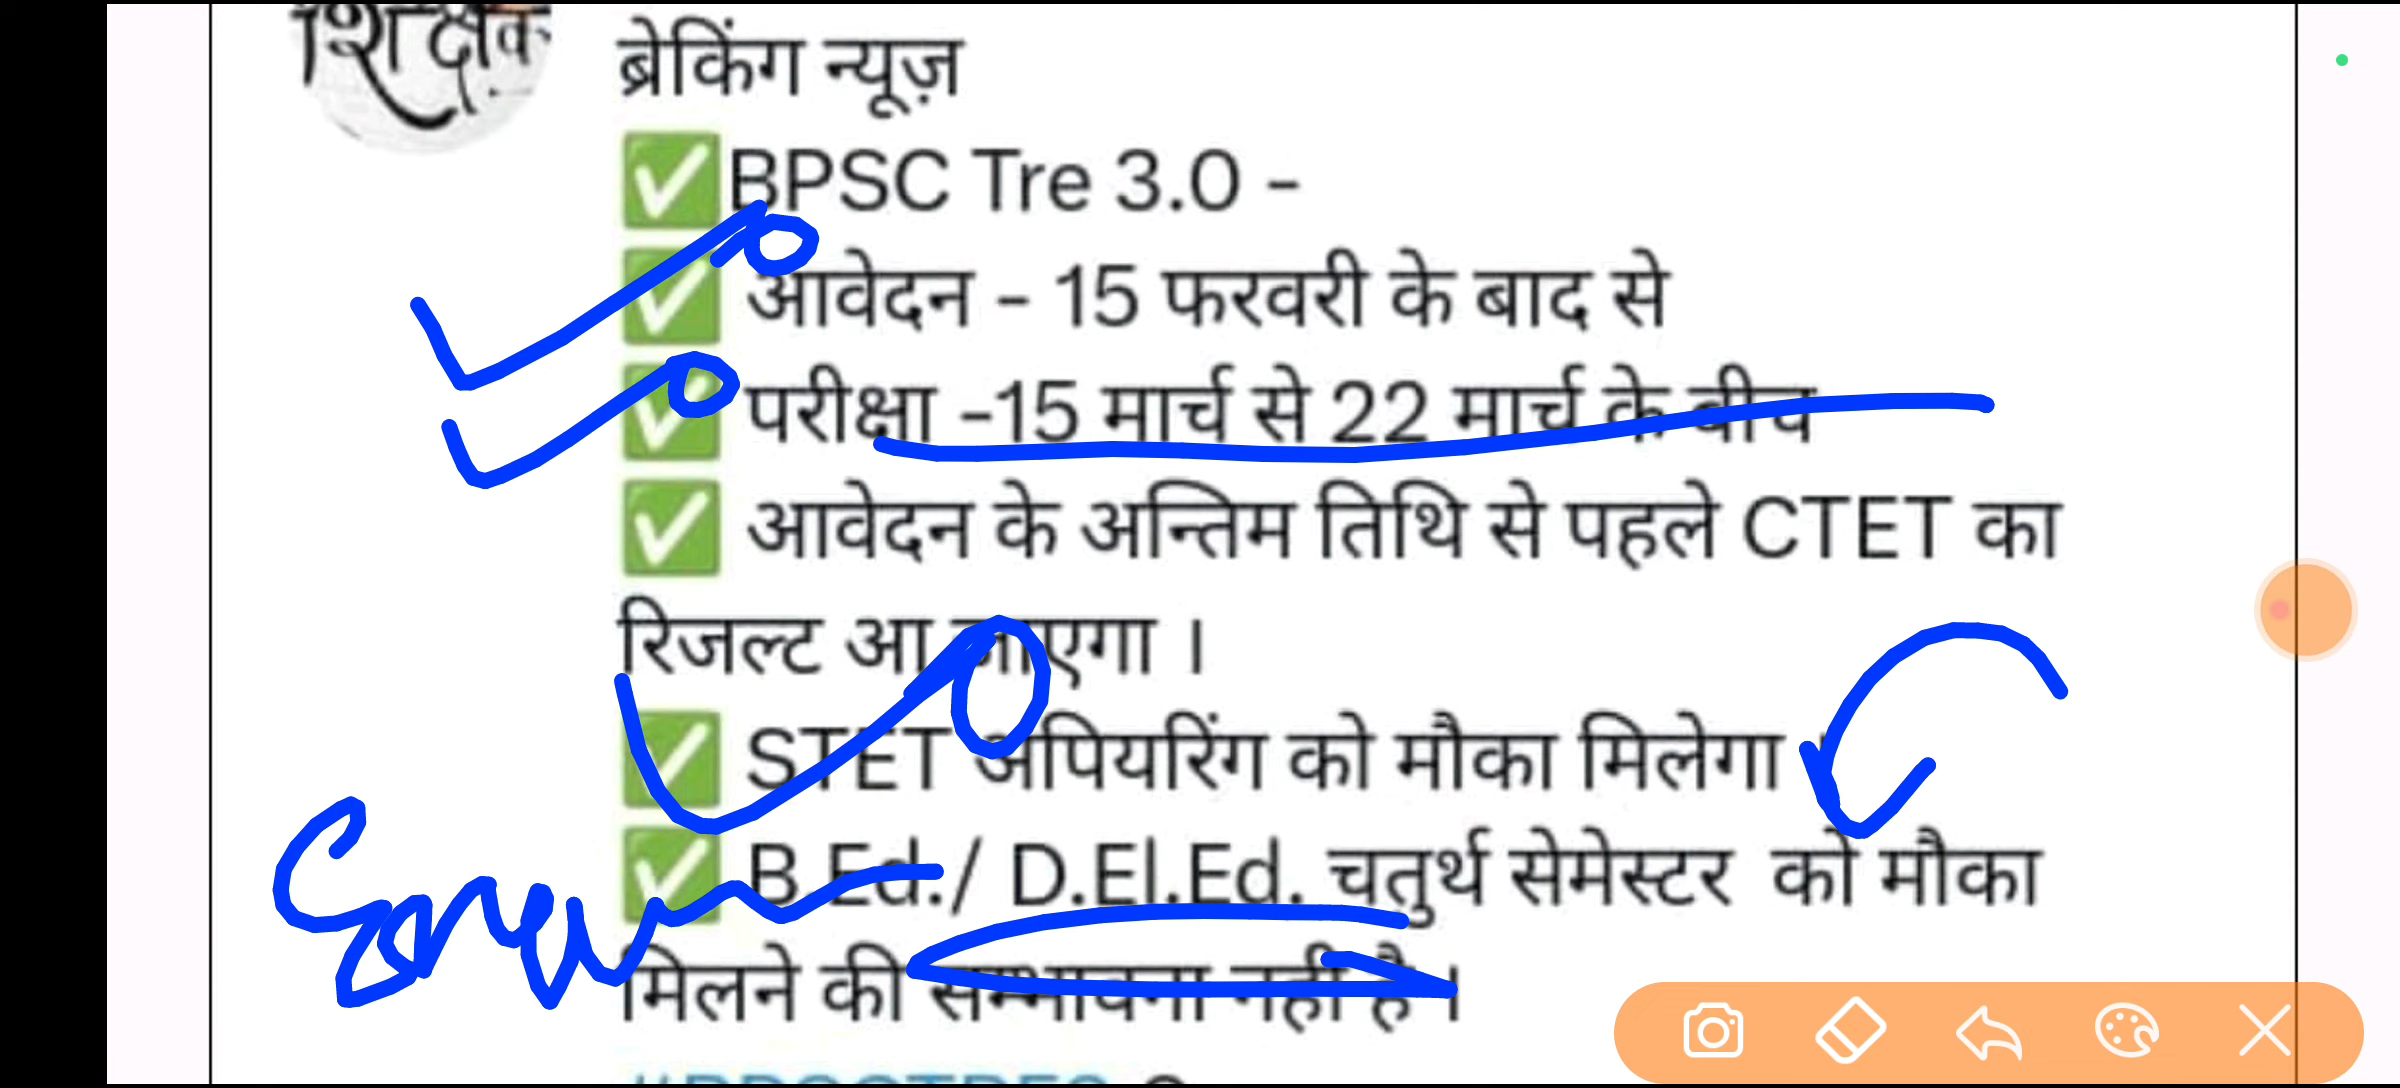 शिक्षक
ब्रेकिंग न्यूज़
✅BPSC Tre 3.0 -
✅ आवेदन - 15 फरवरी के बाद से
✅ परीक्षा -15 मार्च से 22 मार्च के बीच
✅ आवेदन के अन्तिम तिथि से पहले CTET का
रिजल्ट आ जाएगा ।
✅ STET अपियरिंग को मौका मिलेगा
✅ B.Ed./ D.El.Ed. चतुर्थ सेमेस्टर को मौका
मिलने की सम्भावना नही है ।